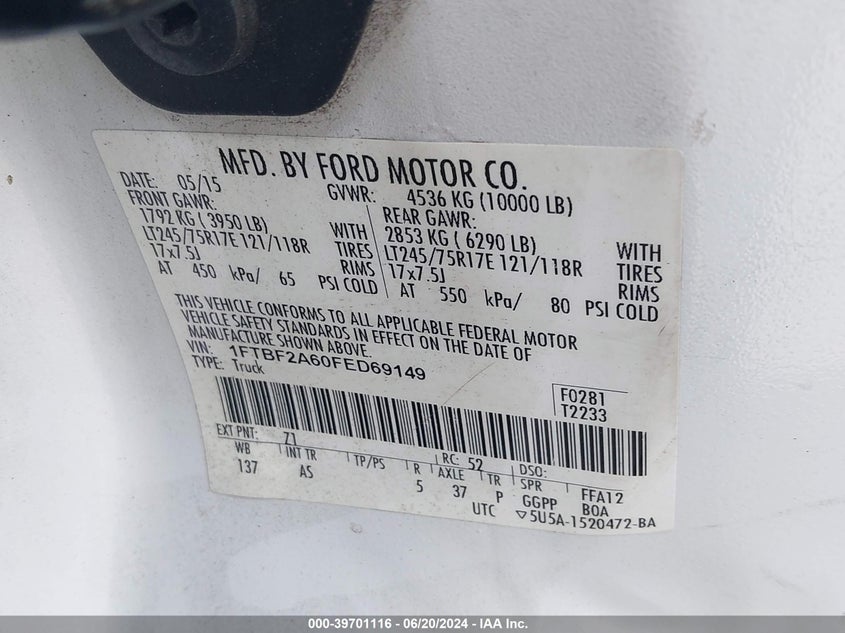 MFD. BY FORD MOTOR CO.
DATE: 05/15 GVWR: 4536 KG (10000 LB)
FRONT GAWR: REAR GAWR:
1792 KG ( 3950 LB) WITH 2853 KG ( 6290 LB) WITH
LT245/75R17E 121/118R TIRES LT245/75R17E 121/118R TIRES
17x7.5J RIMS 17x7.5J RIMS
AT 450 kPa/ 65 PSI COLD AT 550 kPa/ 80 PSI COLD
THIS VEHICLE CONFORMS TO ALL APPLICABLE FEDERAL MOTOR
VEHICLE SAFETY STANDARDS IN EFFECT ON THE DATE OF
MANUFACTURE SHOWN ABOVE.
VIN: 1FTBF2A60FED69149
TYPE: Truck
F0281
T2233
EXT PNT: Z1 RC: 52 DSO:
WB INT TR TP/PS R AXLE TR SPR FFA12
137 AS 5 37 P GGPP BOA
UTC ▽5U5A-1520472-BA
000-39701116 - 06/20/2024 - IAA Inc.